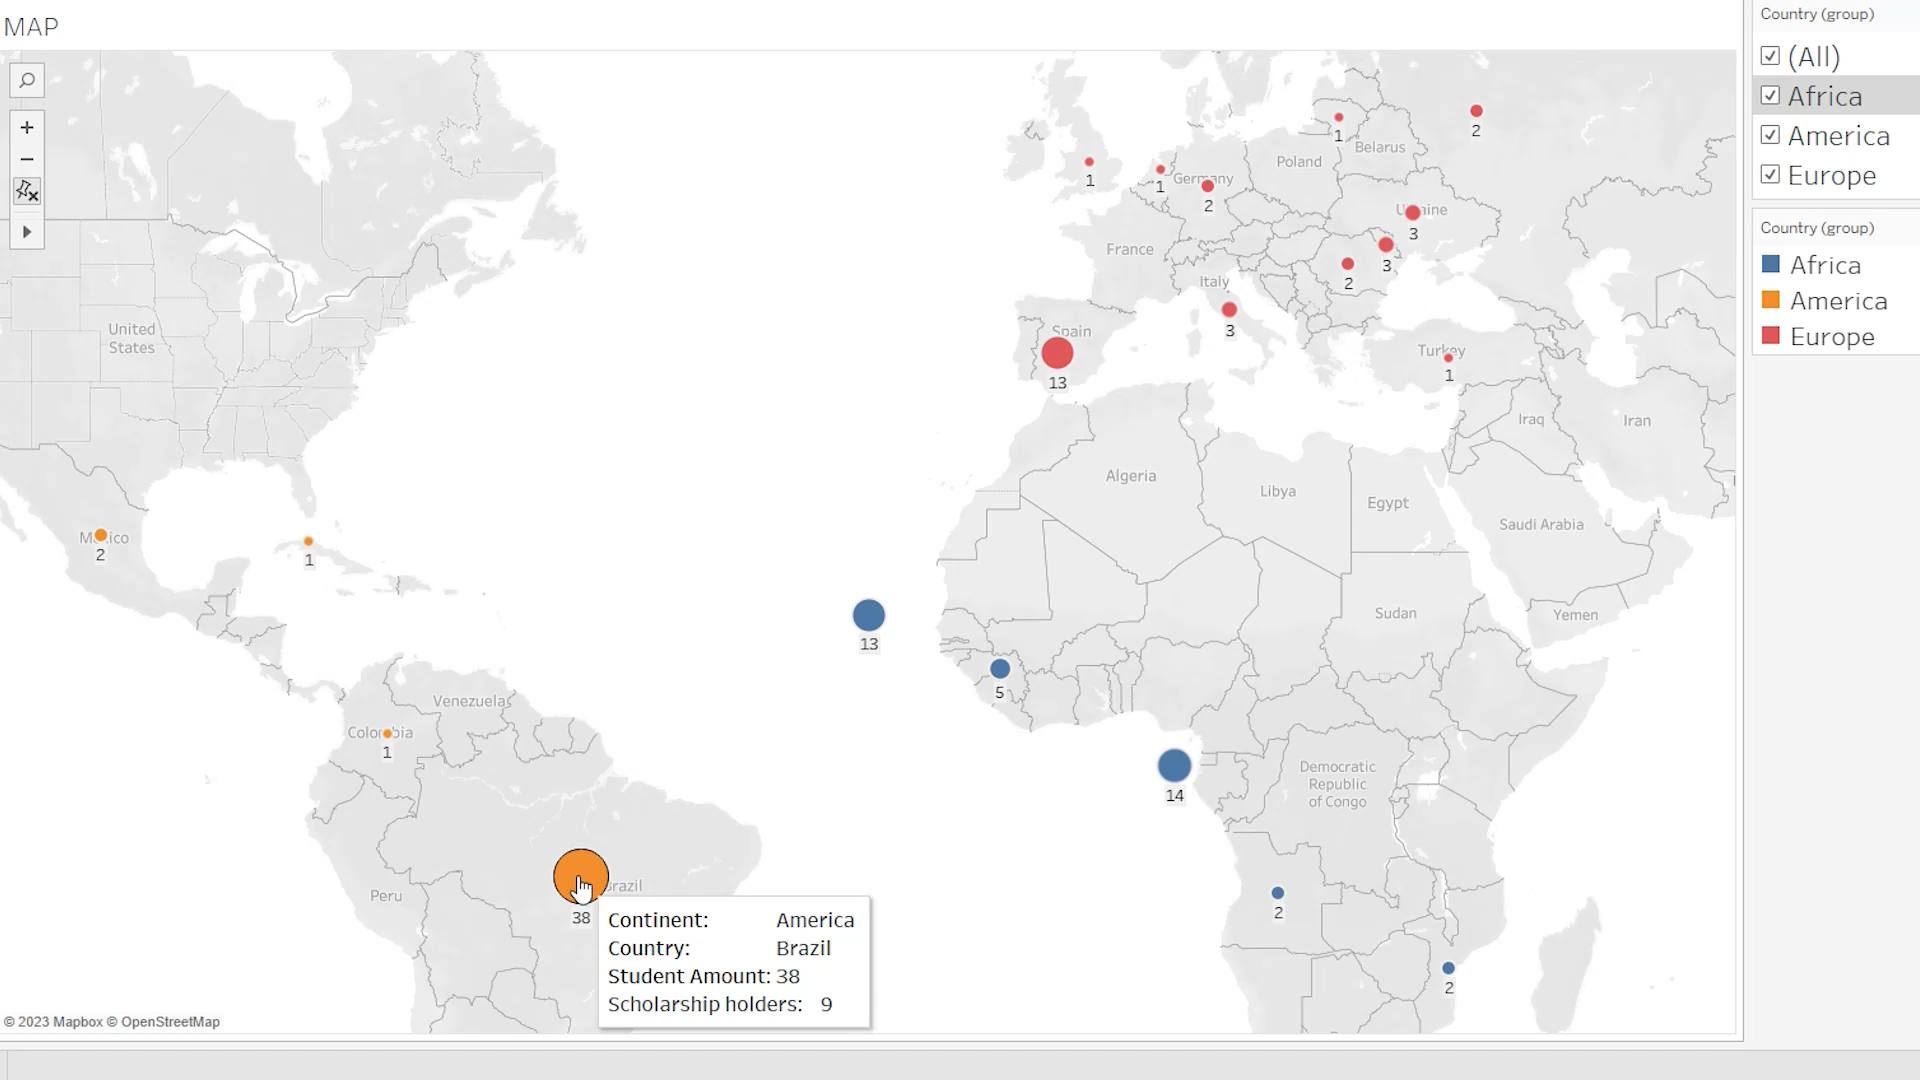 MAP
Country (group)
(All)
Africa
America
Europe
Country (group)
Africa
America
Europe
1
2
Belarus
Poland
1
1
Germany
2
Ukraine
3
France
3
2
Italy
3
Spain
13
Turkey
1
United
States
Iraq
Iran
Algeria
Libya
Egypt
Saudi Arabia
Mexico
2
1
13
Sudan
Yemen
5
Venezuela
Colombia
1
14
Democratic
Republic
of Congo
Peru
Brazil
38
2
2
Continent: America
Country: Brazil
Student Amount: 38
Scholarship holders: 9
© 2023 Mapbox © OpenStreetMap